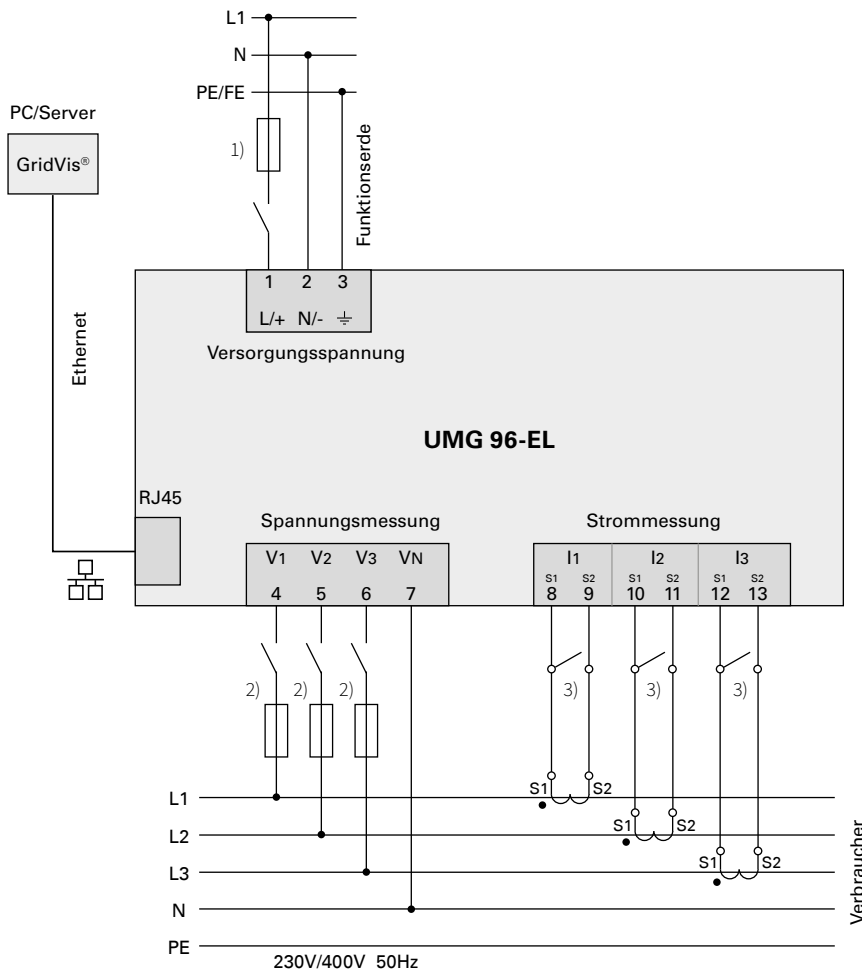 L1
N
PE/FE
PC/Server
GridVis®
1)
Funktionserde
Ethernet
1 2 3
L/+ N/-
Versorgungsspannung
UMG 96-EL
RJ45
Spannungsmessung
Strommessung
V1 V2 V3 VN
4 5 6 7
I1 I2 I3
S1 S2 S1 S2 S1 S2
8 9 10 11 12 13
2) 2) 2)
3) 3) 3)
L1
S1 S2
L2
S1 S2
L3
S1 S2
N
PE
230V/400V 50Hz
Verbraucher